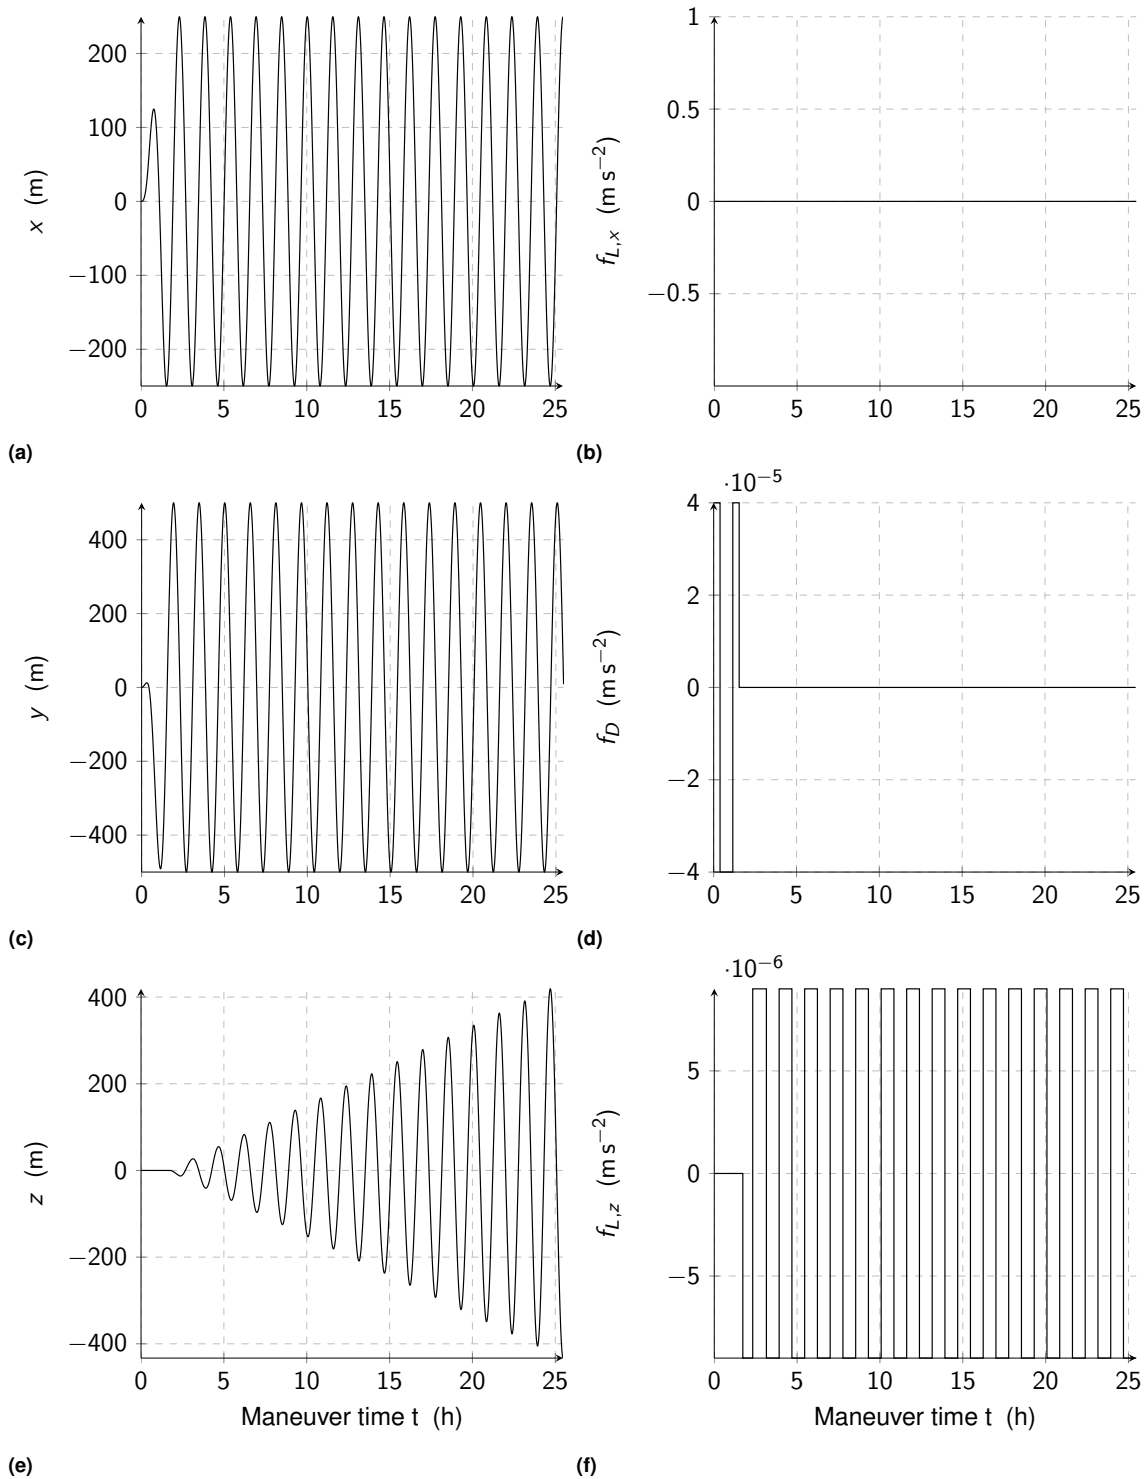 200
100
0
−100
−200
x (m)
0 5 10 15 20 25
(a)
1
0.5
0
−0.5
f_{L,x} (m s^{−2})
0 5 10 15 20 25
(b)
400
200
0
−200
−400
y (m)
0 5 10 15 20 25
(c)
·10^{−5}
4
2
0
−2
−4
f_D (m s^{−2})
0 5 10 15 20 25
(d)
400
200
0
−200
−400
z (m)
0 5 10 15 20 25
Maneuver time t (h)
(e)
·10^{−6}
5
0
−5
f_{L,z} (m s^{−2})
0 5 10 15 20 25
Maneuver time t (h)
(f)